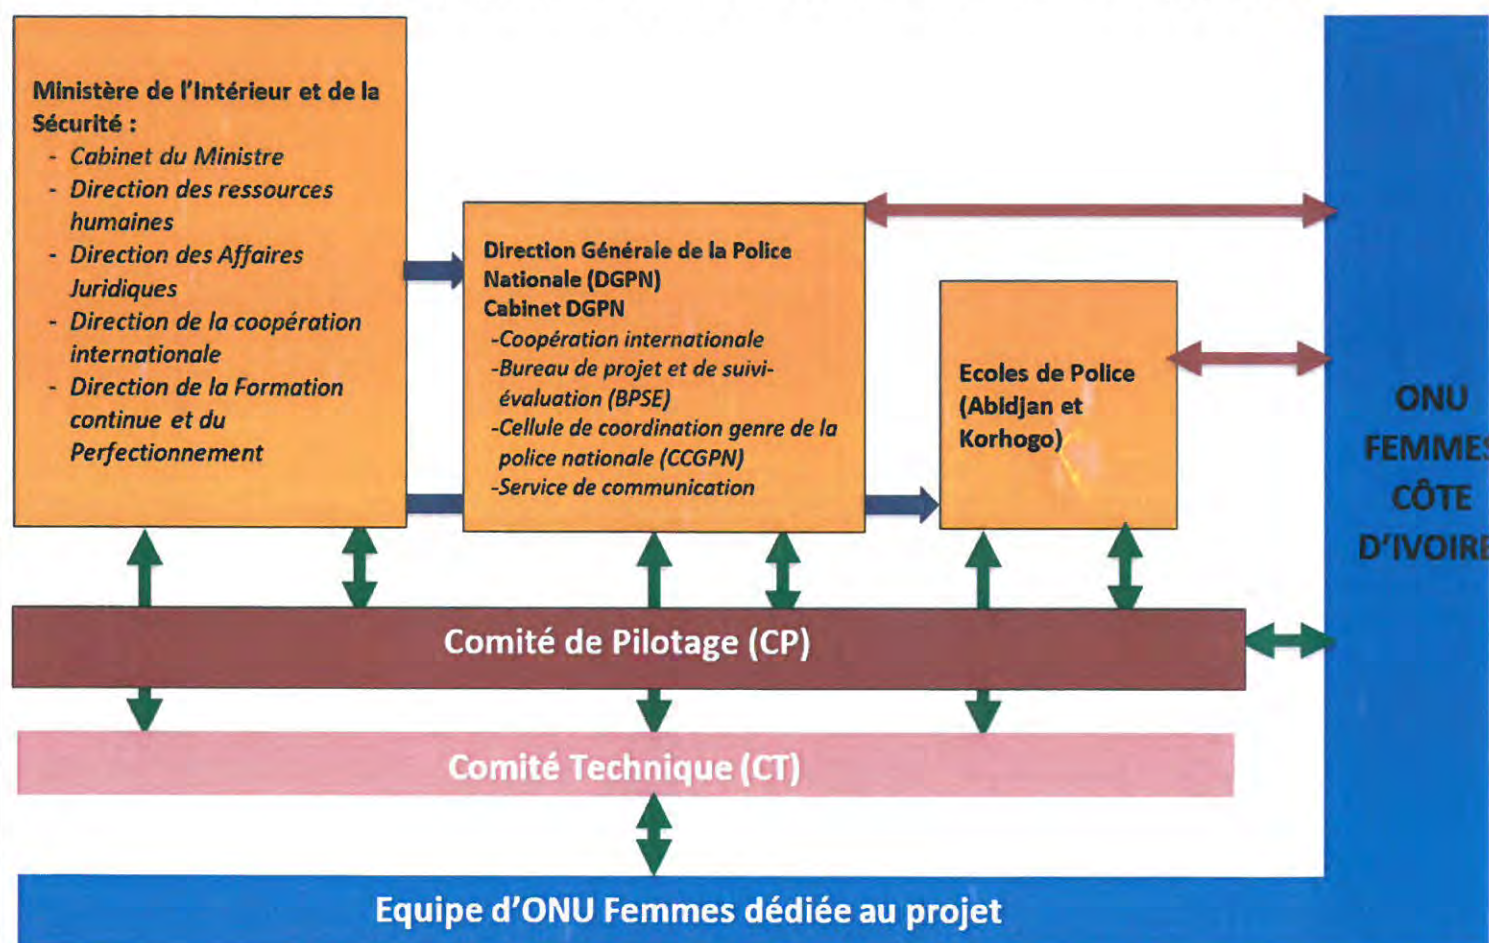 Ministère de l'Intérieur et de la
Sécurité :
- Cabinet du Ministre
- Direction des ressources
humaines
- Direction des Affaires
Juridiques
- Direction de la coopération
internationale
- Direction de la Formation
continue et du
Perfectionnement
Direction Générale de la Police
Nationale (DGPN)
Cabinet DGPN
-Coopération internationale
-Bureau de projet et de suivi-
évaluation (BPSE)
-Cellule de coordination genre de la
police nationale (CCGPN)
-Service de communication
Ecoles de Police
(Abidjan et
Korhogo)
ONU
FEMMES
CÔTE
D'IVOIRE
Comité de Pilotage (CP)
Comité Technique (CT)
Equipe d'ONU Femmes dédiée au projet